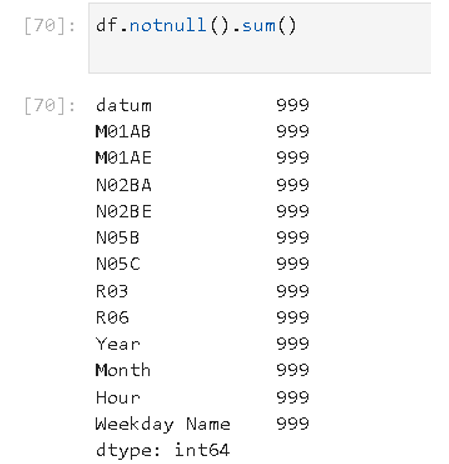 [70]: df.notnull().sum()
[70]: datum 999
M01AB 999
M01AE 999
N02BA 999
N02BE 999
N05B 999
N05C 999
R03 999
R06 999
Year 999
Month 999
Hour 999
Weekday Name 999
dtype: int64